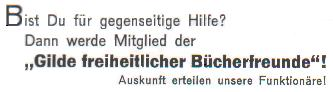 Bist Du für gegenseitige Hilfe?
Dann werde Mitglied der
„Gilde freiheitlicher Bücherfreunde“!
Auskunft erteilen unsere Funktionäre!